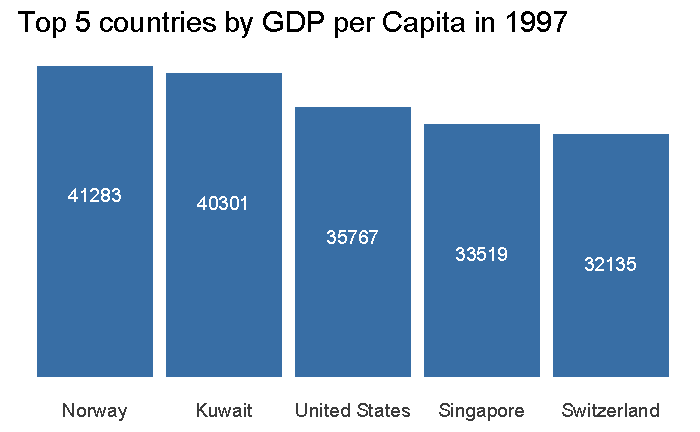 Top 5 countries by GDP per Capita in 1997
41283
40301
35767
33519
32135
Norway Kuwait United States Singapore Switzerland